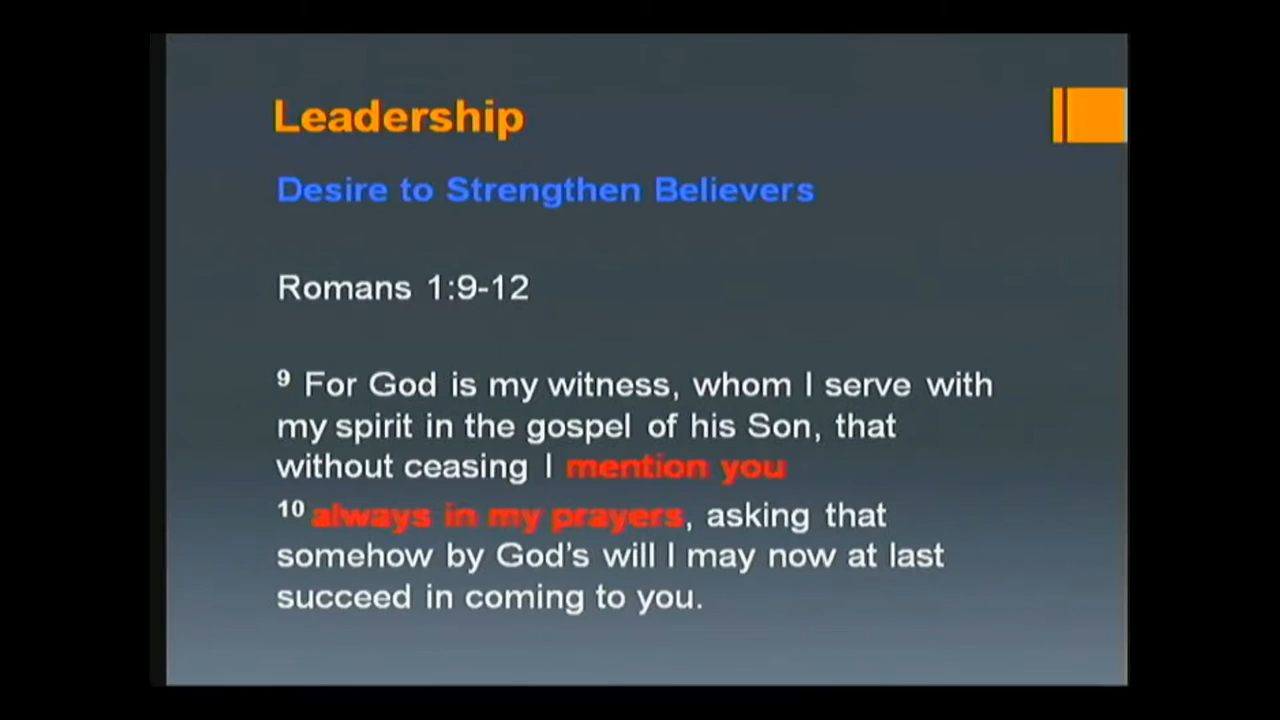 Leadership
Desire to Strengthen Believers
Romans 1:9-12
⁹ For God is my witness, whom I serve with
my spirit in the gospel of his Son, that
without ceasing I mention you
¹⁰ always in my prayers, asking that
somehow by God's will I may now at last
succeed in coming to you.